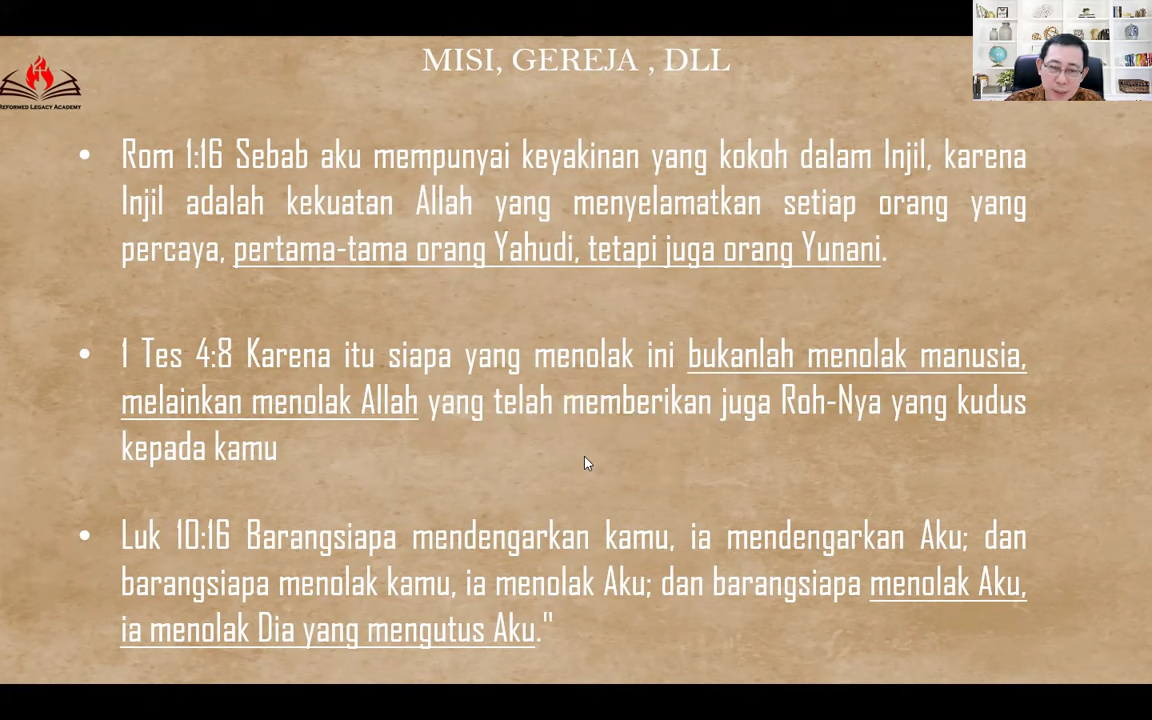 MISI, GEREJA , DLL
REFORMED LEGACY ACADEMY
• Rom 1:16 Sebab aku mempunyai keyakinan yang kokoh dalam Injil, karena
Injil adalah kekuatan Allah yang menyelamatkan setiap orang yang
percaya, pertama-tama orang Yahudi, tetapi juga orang Yunani.
• 1 Tes 4:8 Karena itu siapa yang menolak ini bukanlah menolak manusia,
melainkan menolak Allah yang telah memberikan juga Roh-Nya yang kudus
kepada kamu
• Luk 10:16 Barangsiapa mendengarkan kamu, ia mendengarkan Aku; dan
barangsiapa menolak kamu, ia menolak Aku; dan barangsiapa menolak Aku,
ia menolak Dia yang mengutus Aku."